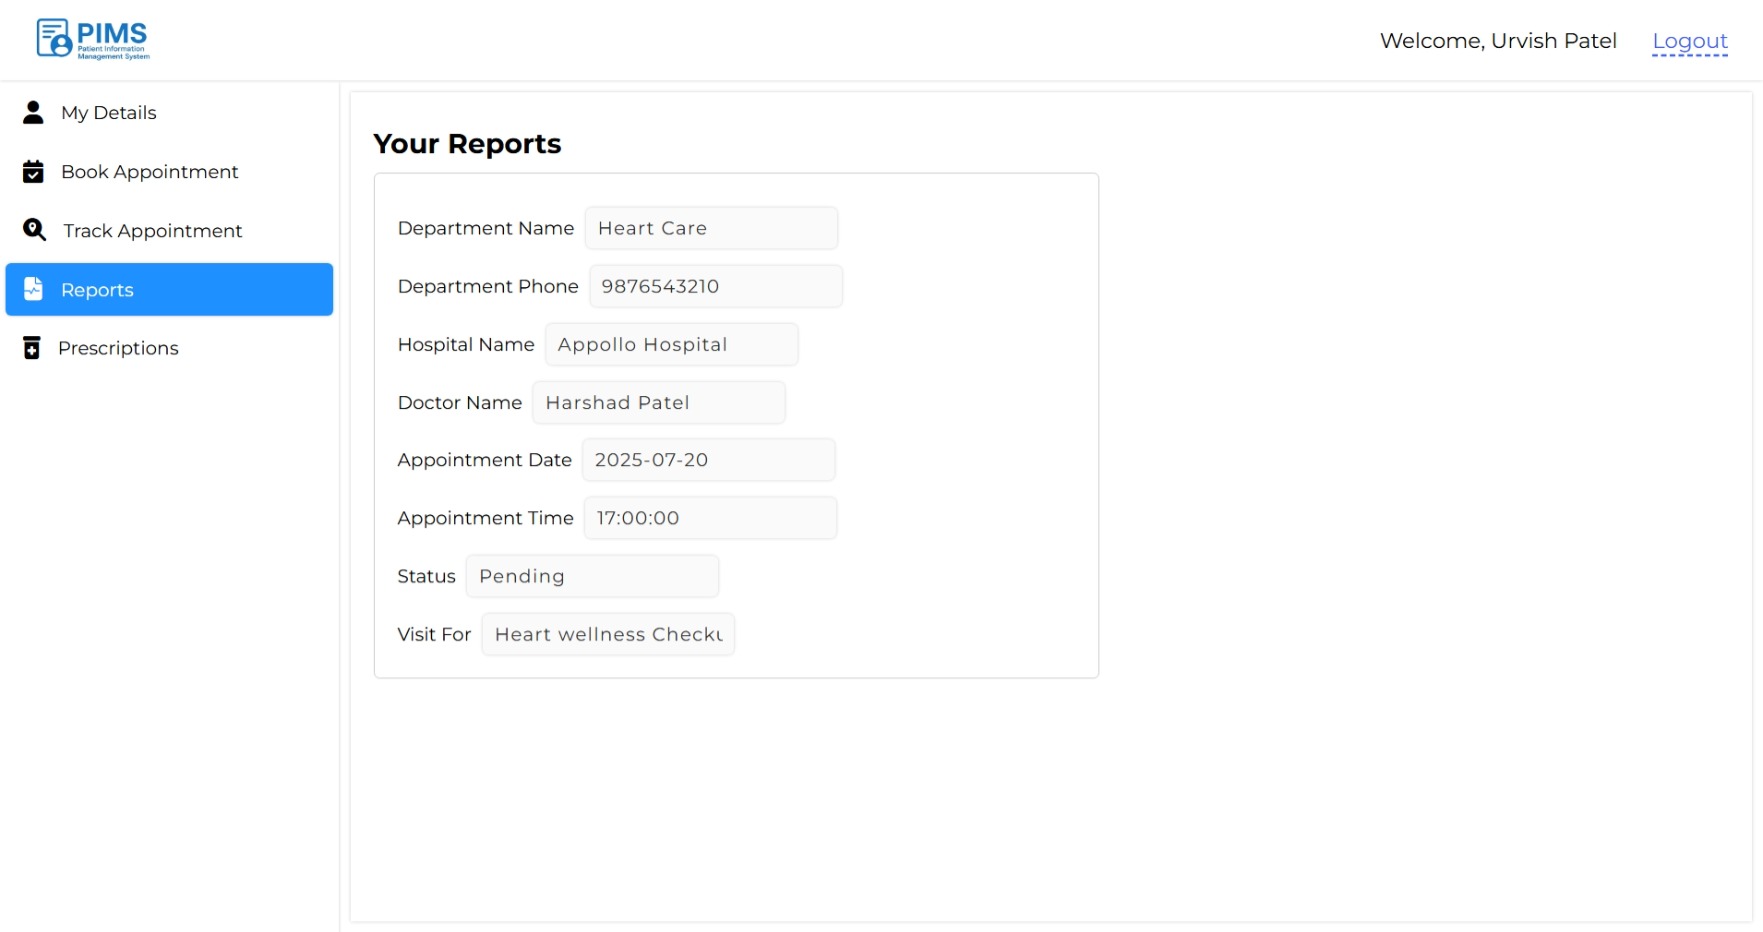 PIMS
Patient Information
Management System
Welcome, Urvish Patel Logout
My Details
Book Appointment
Track Appointment
Reports
Prescriptions
Your Reports
Department Name Heart Care
Department Phone 9876543210
Hospital Name Appollo Hospital
Doctor Name Harshad Patel
Appointment Date 2025-07-20
Appointment Time 17:00:00
Status Pending
Visit For Heart wellness Checku